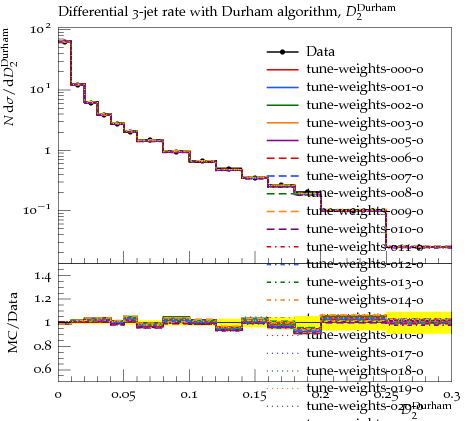 Differential 3-jet rate with Durham algorithm, D₂ᴰᵘʳʰᵃᵐ
N dσ/dD₂ᴰᵘʳʰᵃᵐ
10²
10¹
1
10⁻¹
Data
tune-weights-000-0
tune-weights-001-0
tune-weights-002-0
tune-weights-003-0
tune-weights-005-0
tune-weights-006-0
tune-weights-007-0
tune-weights-008-0
tune-weights-009-0
tune-weights-010-0
tune-weights-011-0
tune-weights-012-0
tune-weights-013-0
tune-weights-014-0
tune-weights-016-0
tune-weights-017-0
tune-weights-018-0
tune-weights-019-0
tune-weights-020-0
MC/Data
1.4
1.2
1
0.8
0.6
0 0.05 0.1 0.15 0.2 0.25 0.3
D₂ᴰᵘʳʰᵃᵐ